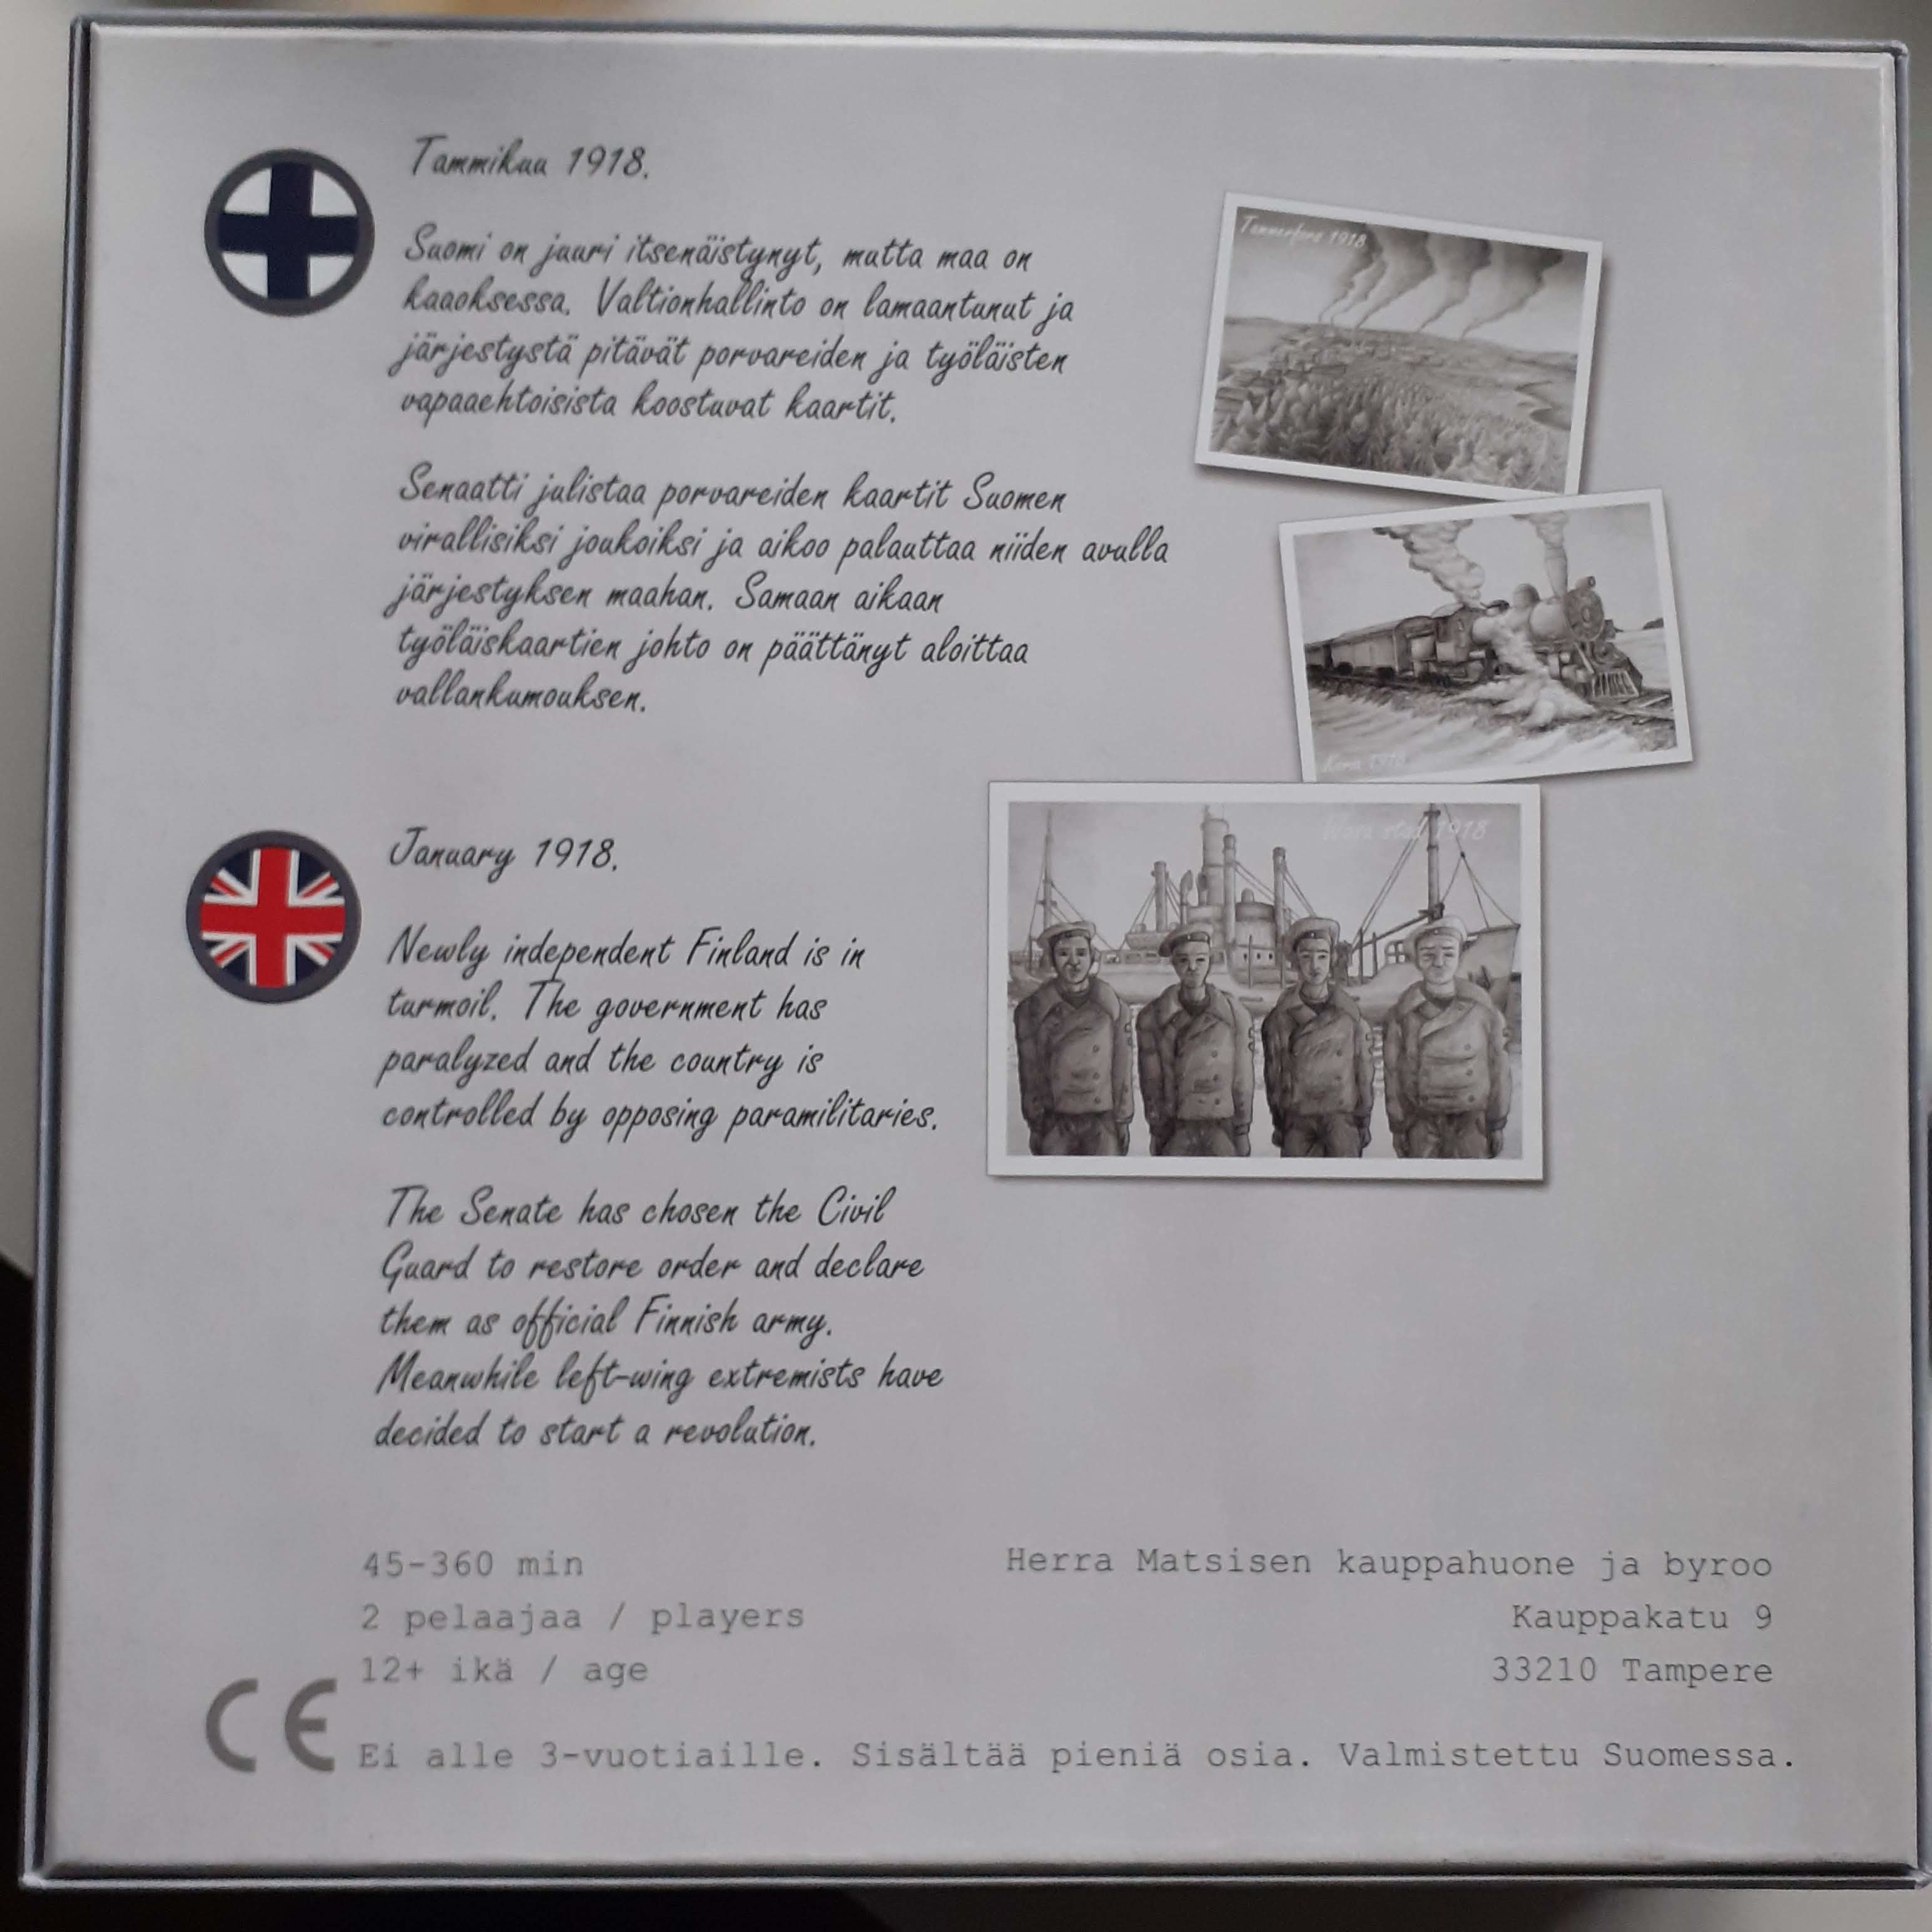 Tammikuu 1918.
Suomi on juuri itsenäistynyt, mutta maa on
kaaoksessa. Valtionhallinto on lamaantunut ja
järjestystä pitävät porvareiden ja työläisten
vapaaehtoisista koostuvat kaartit.
Senaatti julistaa porvareiden kaartit Suomen
virallisiksi joukoiksi ja aikoo palauttaa niiden avulla
järjestyksen maahan. Samaan aikaan
työläiskaartien johto on päättänyt aloittaa
vallankumouksen.
Tammerfors 1918
1918
1918
January 1918.
Newly independent Finland is in
turmoil. The government has
paralyzed and the country is
controlled by opposing paramilitaries.
The Senate has chosen the Civil
Guard to restore order and declare
them as official Finnish army.
Meanwhile left-wing extremists have
decided to start a revolution.
45-360 min
2 pelaajaa / players
12+ ikä / age
Herra Matsisen kauppahuone ja byroo
Kauppakatu 9
33210 Tampere
CE
Ei alle 3-vuotiaille. Sisältää pieniä osia. Valmistettu Suomessa.